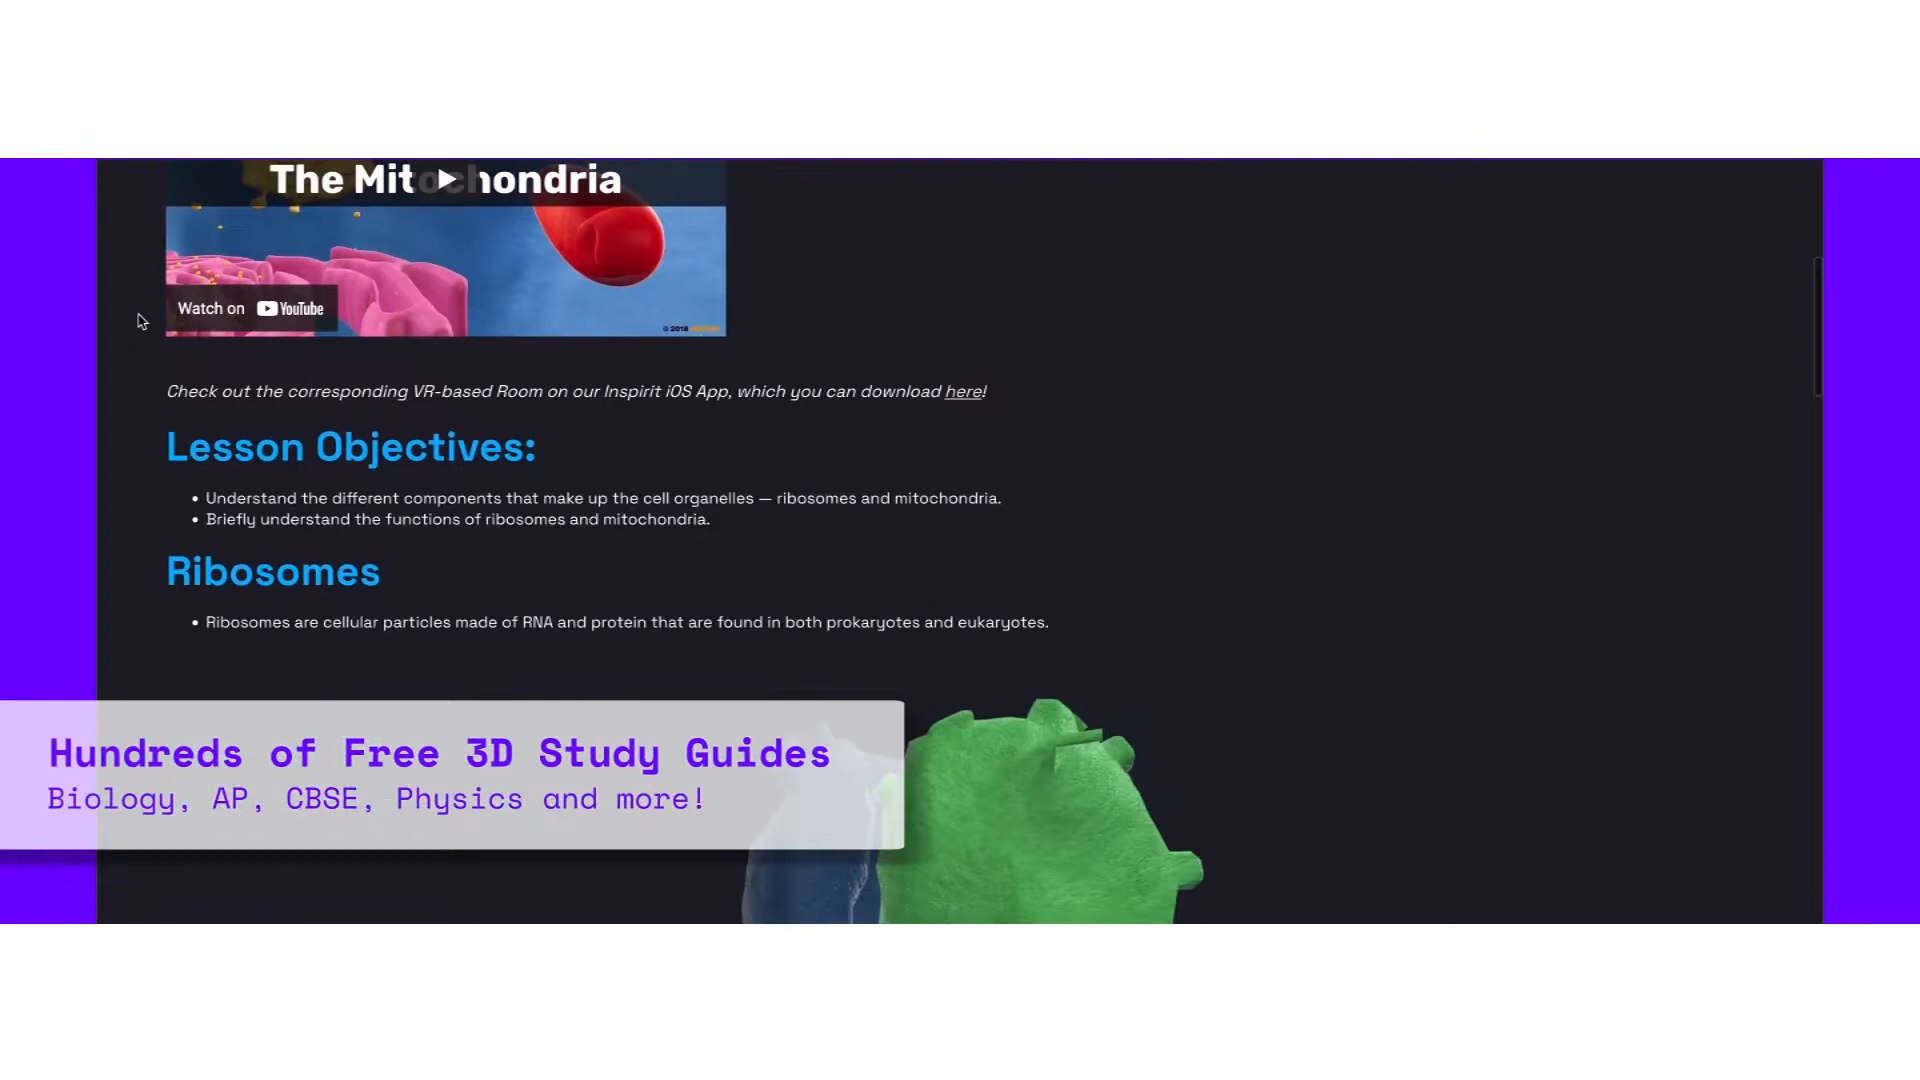 The Mitochondria
Watch on YouTube
© 2018
Check out the corresponding VR-based Room on our Inspirit iOS App, which you can download here!
Lesson Objectives:
• Understand the different components that make up the cell organelles — ribosomes and mitochondria.
• Briefly understand the functions of ribosomes and mitochondria.
Ribosomes
• Ribosomes are cellular particles made of RNA and protein that are found in both prokaryotes and eukaryotes.
Hundreds of Free 3D Study Guides
Biology, AP, CBSE, Physics and more!